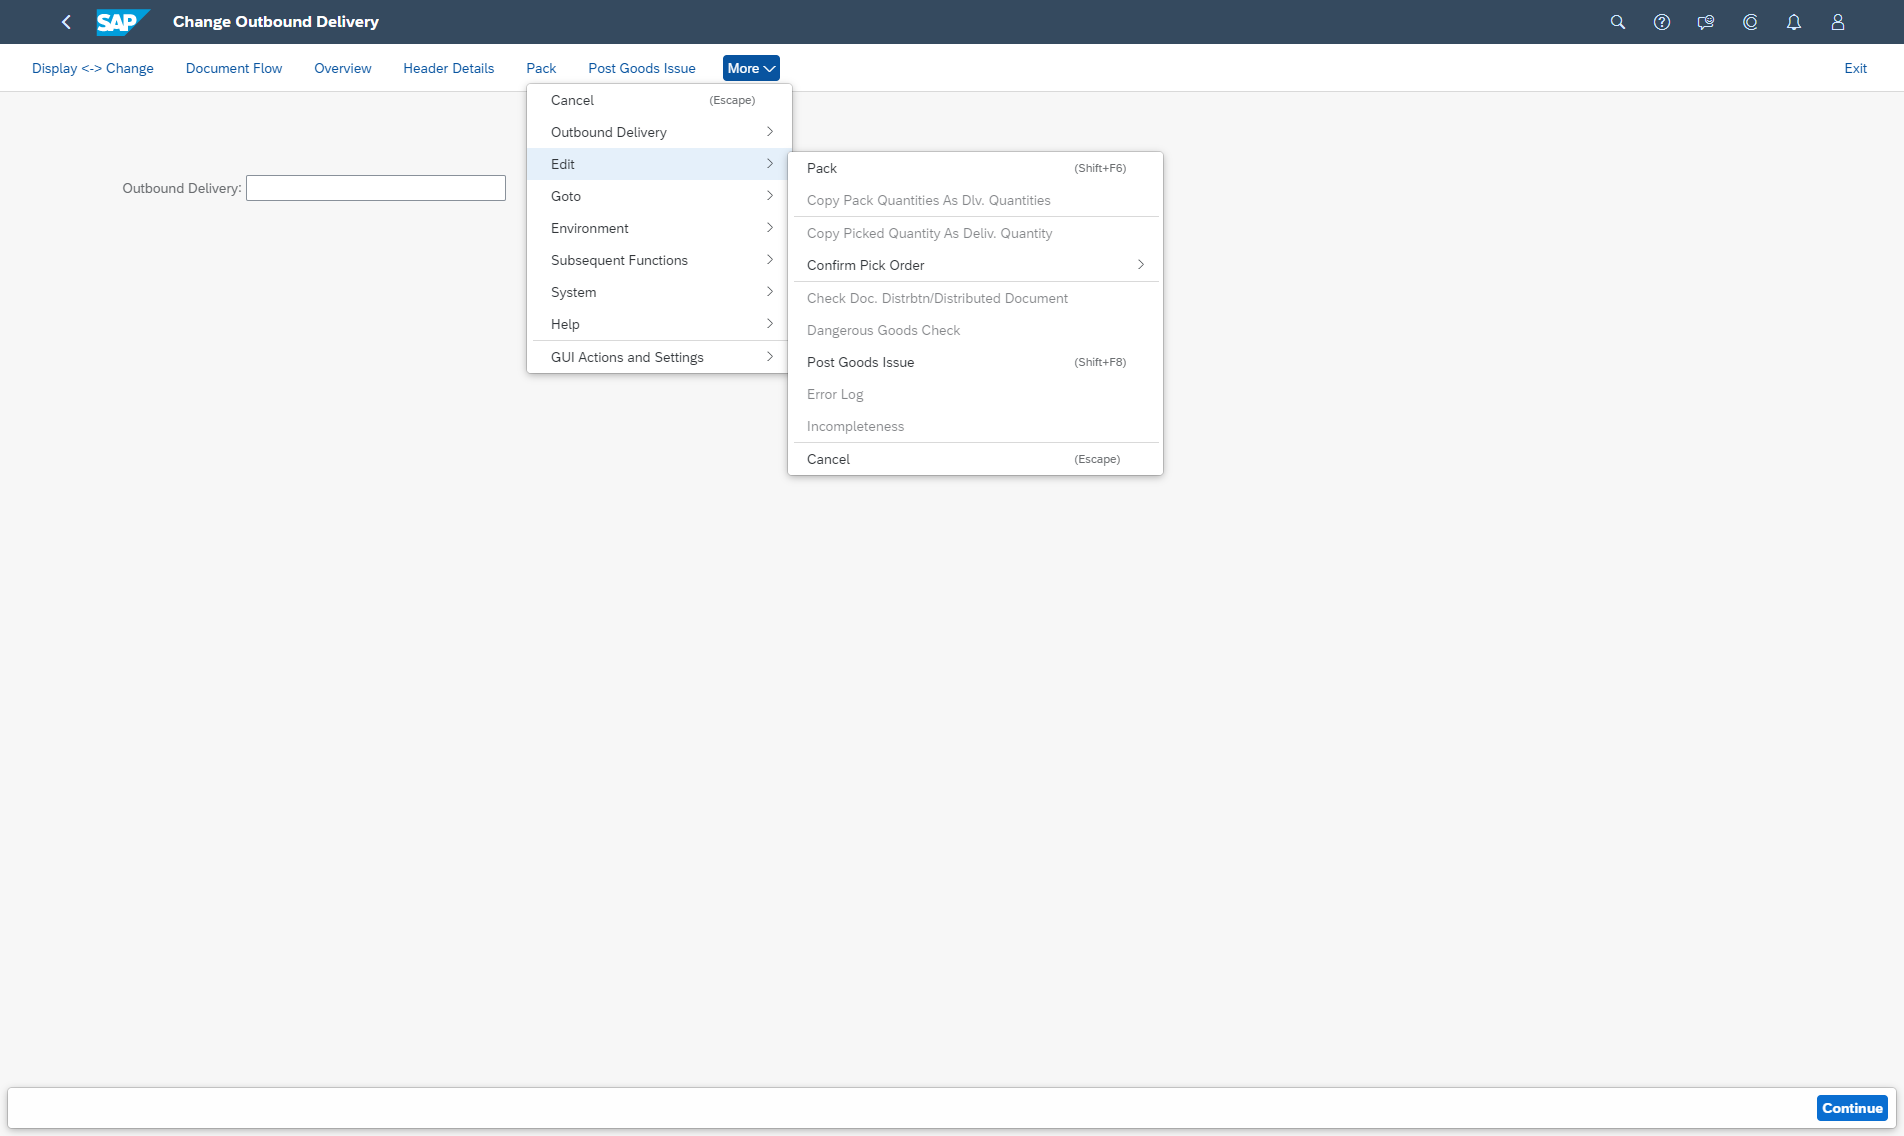 SAP Change Outbound Delivery
Display <-> Change Document Flow Overview Header Details Pack Post Goods Issue More Exit
Cancel (Escape)
Outbound Delivery
Edit
Goto
Environment
Subsequent Functions
System
Help
GUI Actions and Settings
Pack (Shift+F6)
Copy Pack Quantities As Dlv. Quantities
Copy Picked Quantity As Deliv. Quantity
Confirm Pick Order
Check Doc. Distrbtn/Distributed Document
Dangerous Goods Check
Post Goods Issue (Shift+F8)
Error Log
Incompleteness
Cancel (Escape)
Outbound Delivery:
Continue